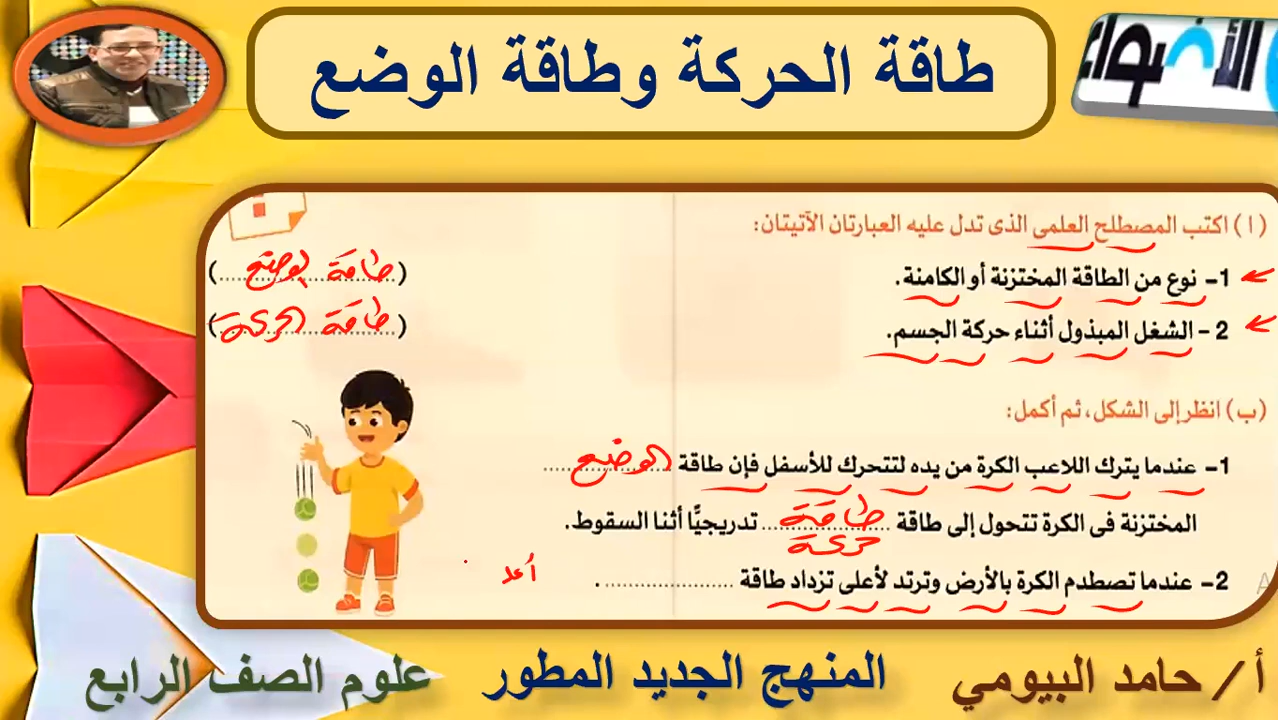 طاقة الحركة وطاقة الوضع
الأضواء
(ا) اكتب المصطلح العلمى الذى تدل عليه العبارتان الآتيتان:
1- نوع من الطاقة المختزنة أو الكامنة. (طاقة الوضع)
2- الشغل المبذول أثناء حركة الجسم. (طاقة الحركة)
(ب) انظر إلى الشكل، ثم أكمل:
1- عندما يترك اللاعب الكرة من يده لتتحرك للأسفل فإن طاقة الوضع
المختزنة فى الكرة تتحول إلى طاقة طاقة تدريجيًّا أثنا السقوط.
حركة
2- عندما تصطدم الكرة بالأرض وترتد لأعلى تزداد طاقة ............ .
أ/ حامد البيومي
المنهج الجديد المطور
علوم الصف الرابع